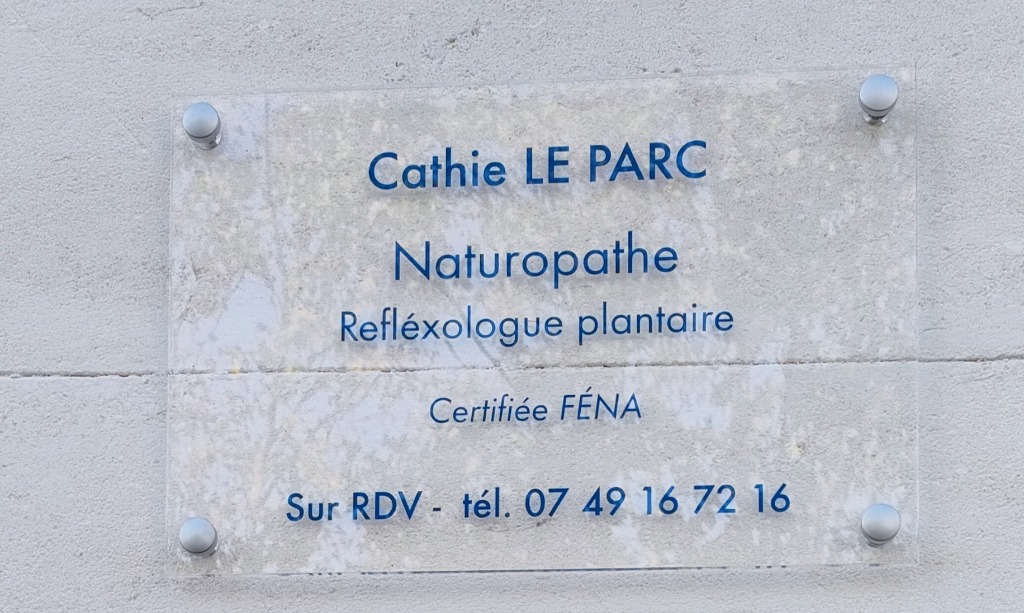 Cathie LE PARC
Naturopathe
Refléxologue plantaire
Certifiée FÉNA
Sur RDV - tél. 07 49 16 72 16